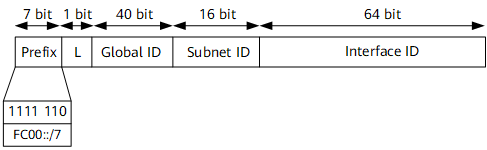 7 bit 1 bit 40 bit 16 bit 64 bit
Prefix L Global ID Subnet ID Interface ID
1111 110
FC00::/7